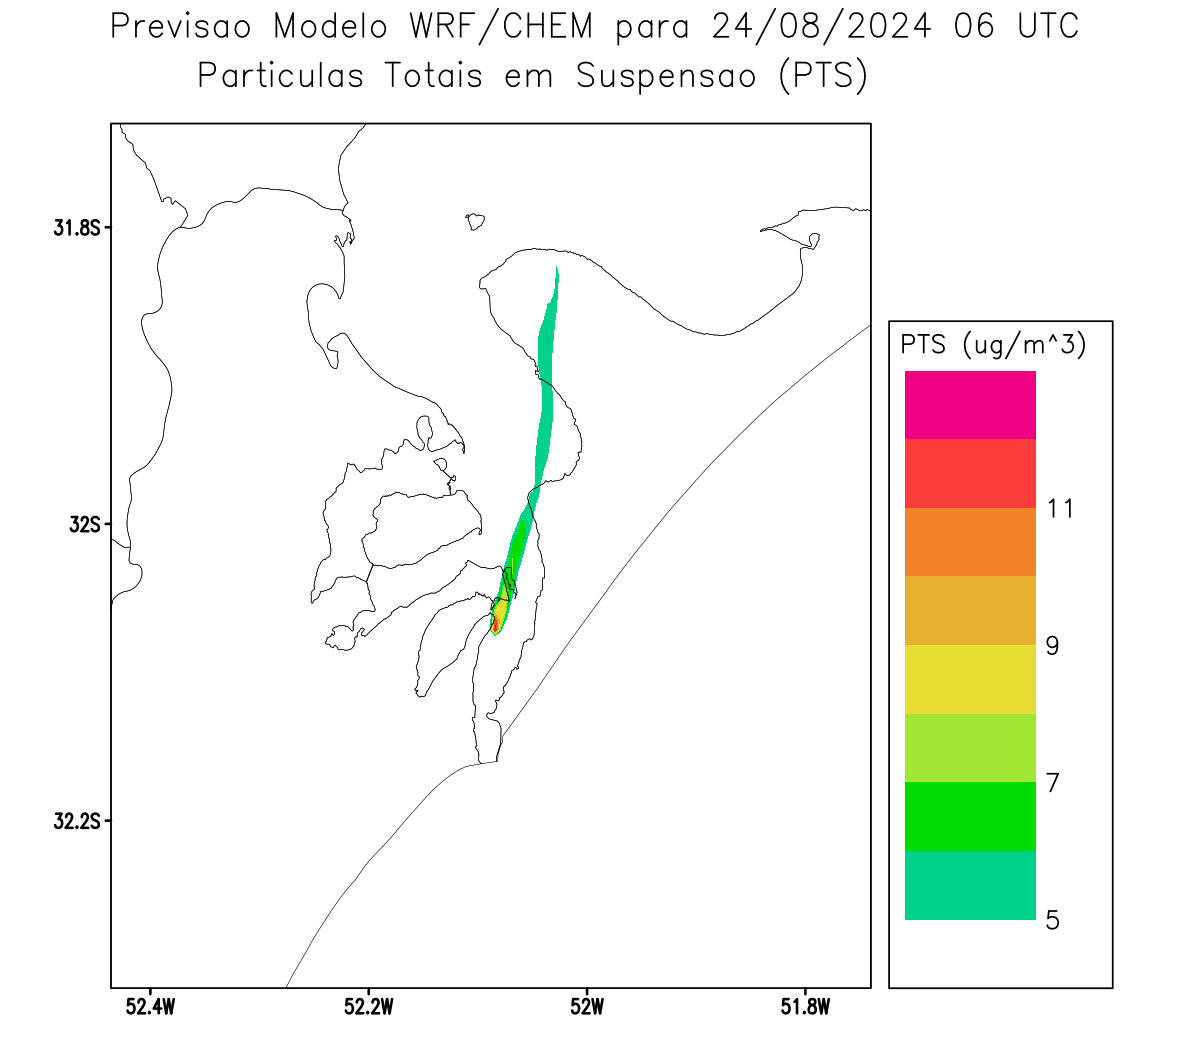 Previsao Modelo WRF/CHEM para 24/08/2024 06 UTC
Particulas Totais em Suspensao (PTS)
31.8S
32S
32.2S
52.4W
52.2W
52W
51.8W
PTS (ug/m^3)
11
9
7
5